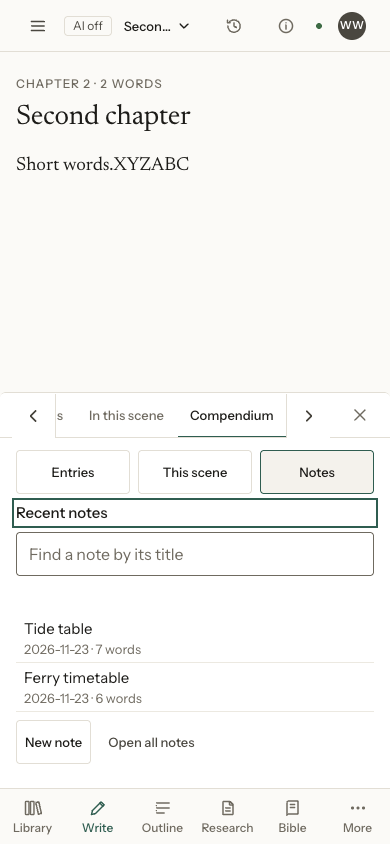 AI off
Secon...
WW
CHAPTER 2 · 2 WORDS
Second chapter
Short words.XYZABC
s
In this scene
Compendium
Entries
This scene
Notes
Recent notes
Find a note by its title
Tide table
2026-11-23 · 7 words
Ferry timetable
2026-11-23 · 6 words
New note
Open all notes
Library
Write
Outline
Research
Bible
More